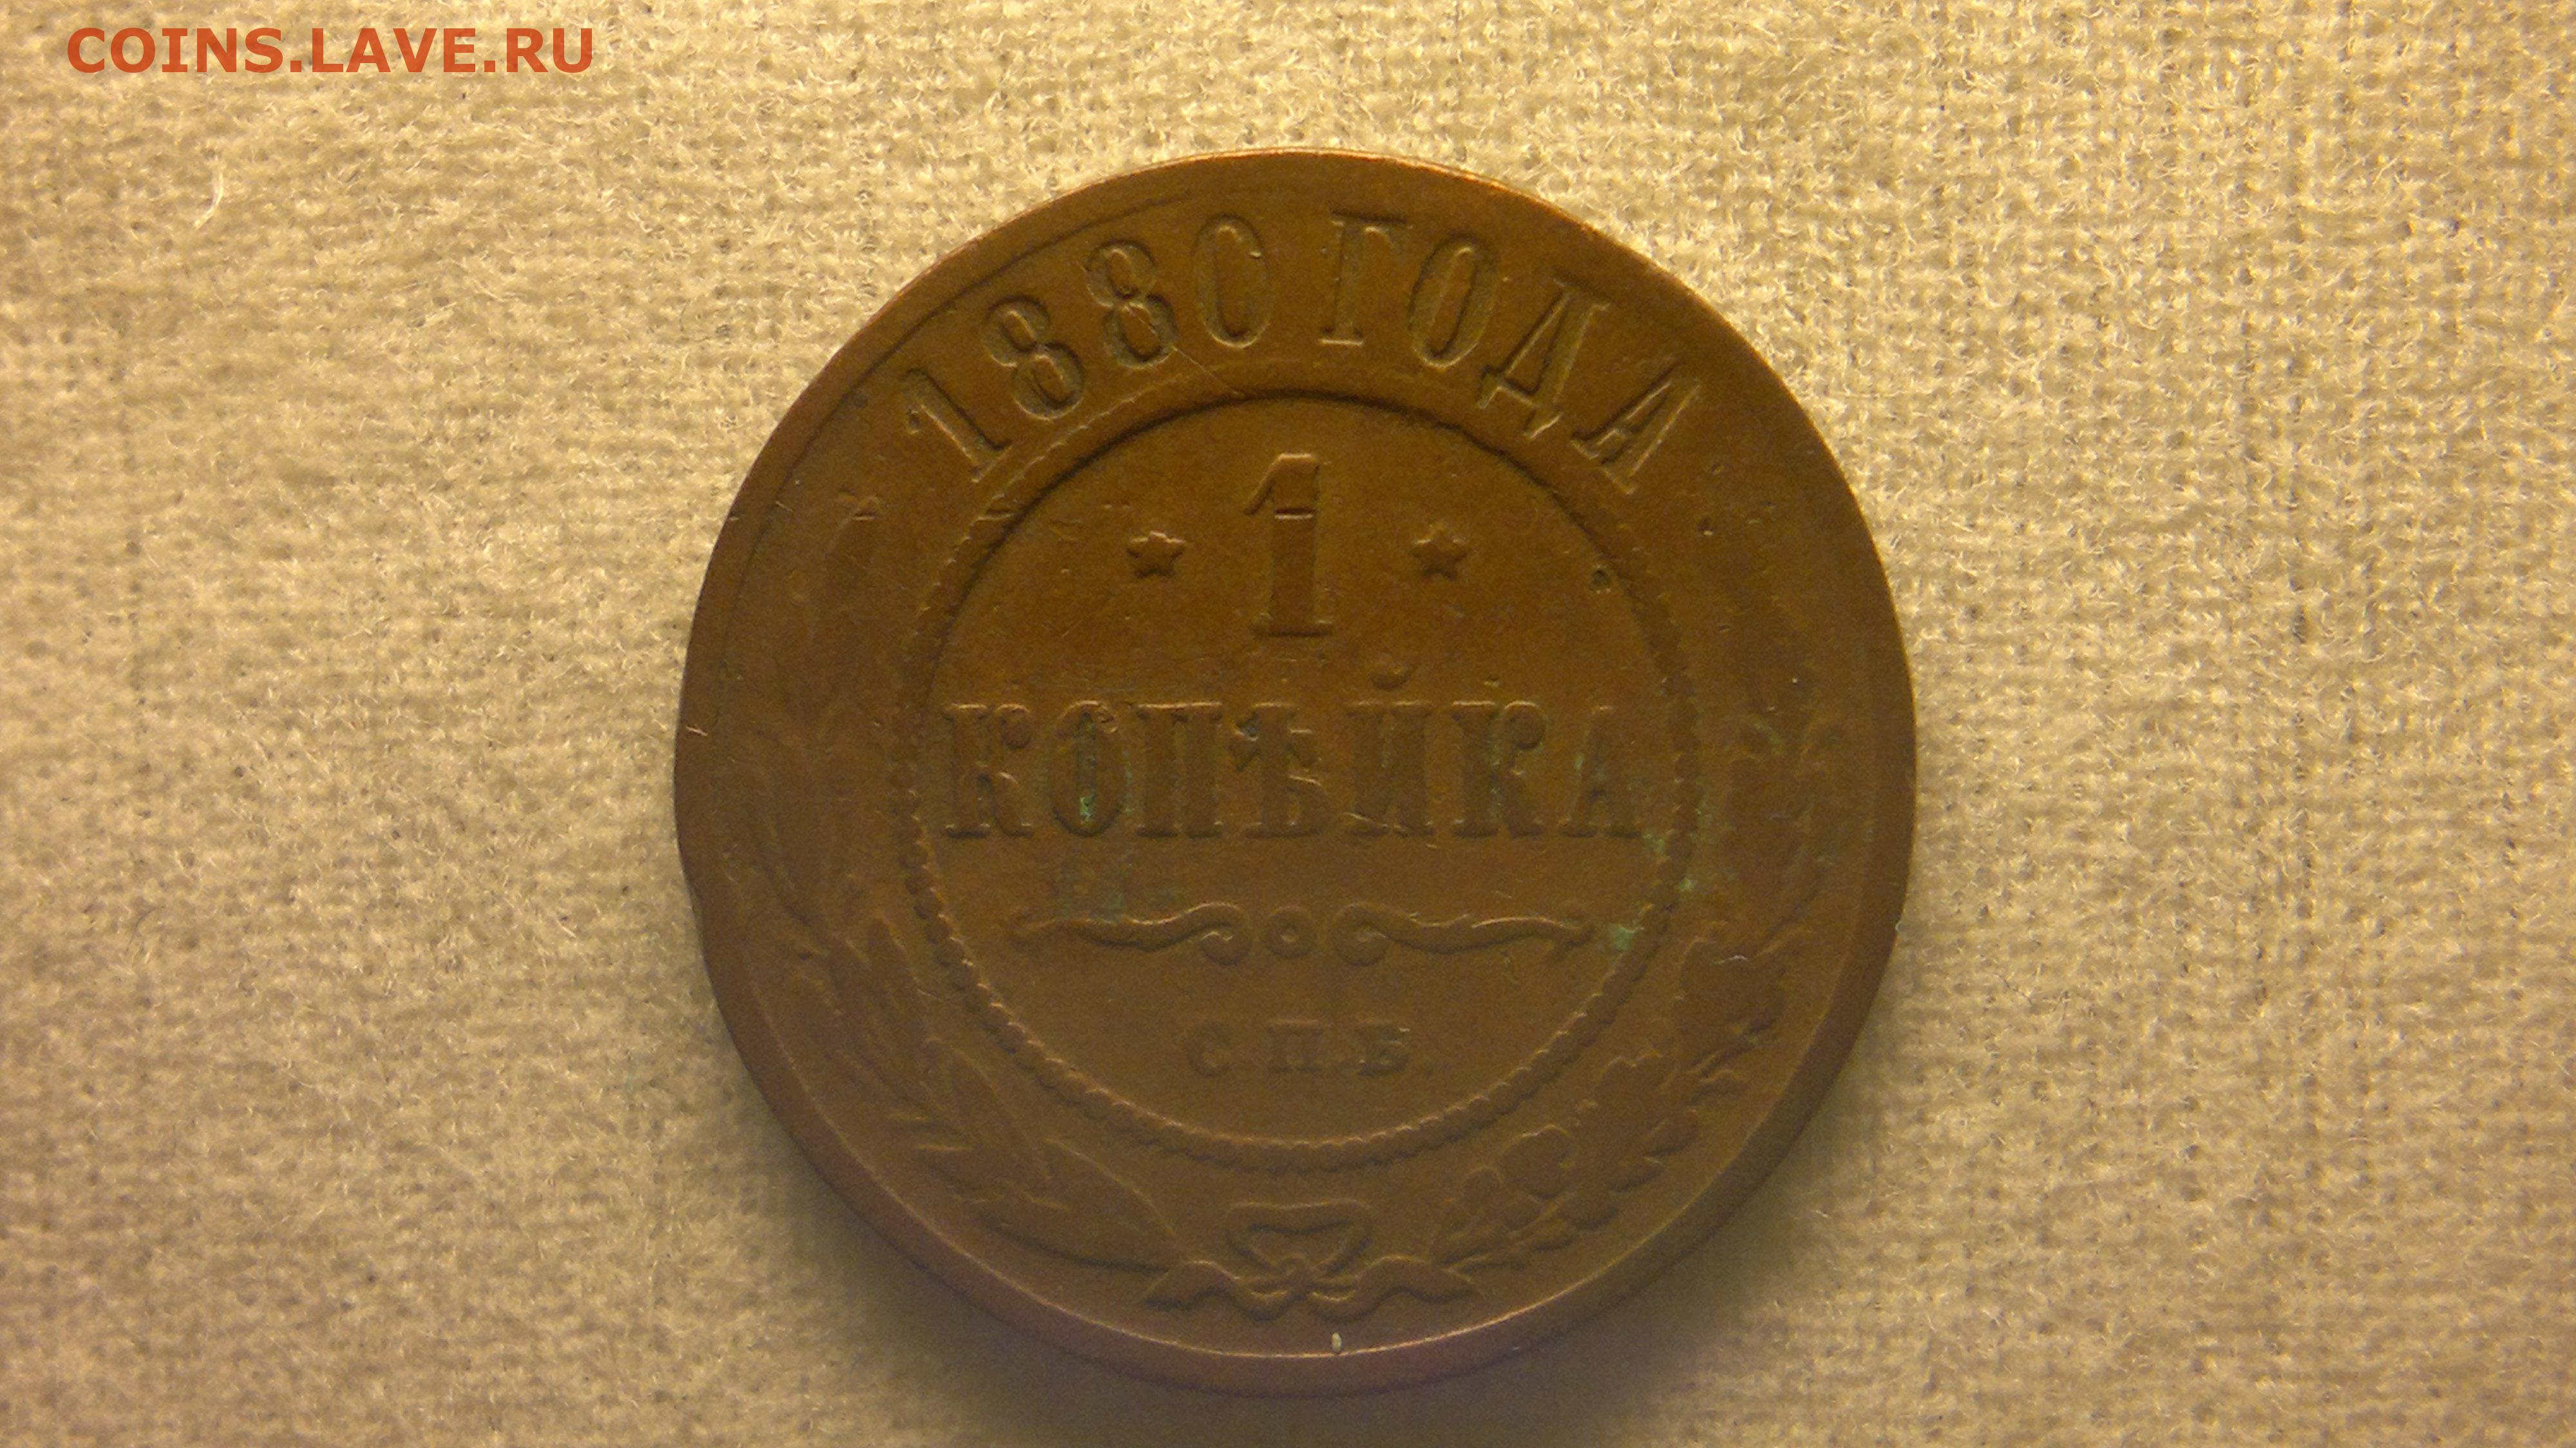 COINS.LAVE.RU
1880 ГОДА
1
КОПѢЙКА
С.П.Б.